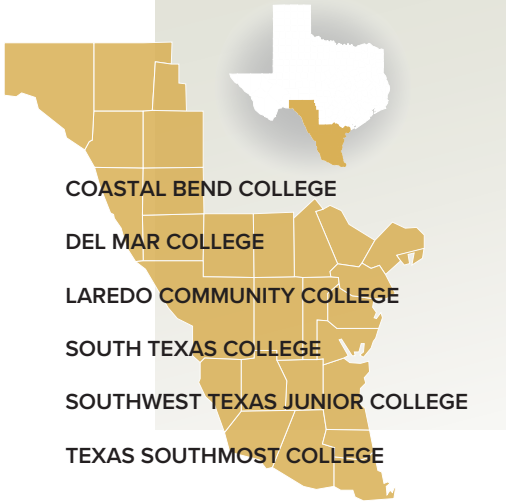 COASTAL BEND COLLEGE
DEL MAR COLLEGE
LAREDO COMMUNITY COLLEGE
SOUTH TEXAS COLLEGE
SOUTHWEST TEXAS JUNIOR COLLEGE
TEXAS SOUTHMOST COLLEGE